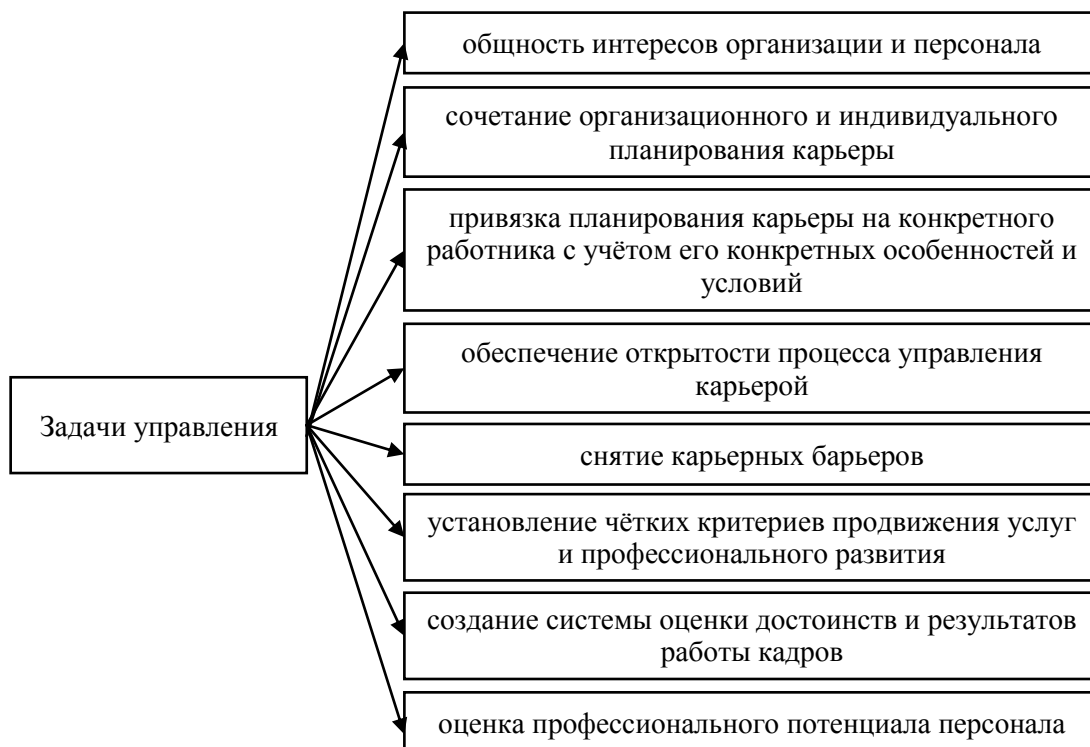 общность интересов организации и персонала
сочетание организационного и индивидуального
планирования карьеры
привязка планирования карьеры на конкретного
работника с учётом его конкретных особенностей и
условий
обеспечение открытости процесса управления
карьерой
Задачи управления
снятие карьерных барьеров
установление чётких критериев продвижения услуг
и профессионального развития
создание системы оценки достоинств и результатов
работы кадров
оценка профессионального потенциала персонала